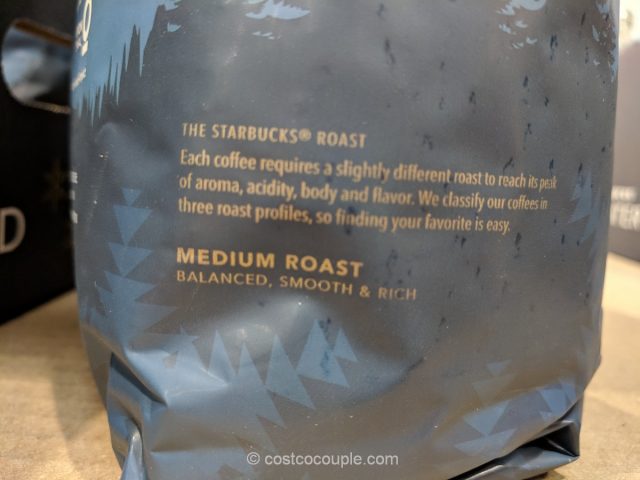 THE STARBUCKS® ROAST
Each coffee requires a slightly different roast to reach its peak
of aroma, acidity, body and flavor. We classify our coffees in
three roast profiles, so finding your favorite is easy.
MEDIUM ROAST
BALANCED, SMOOTH & RICH
© costcocouple.com